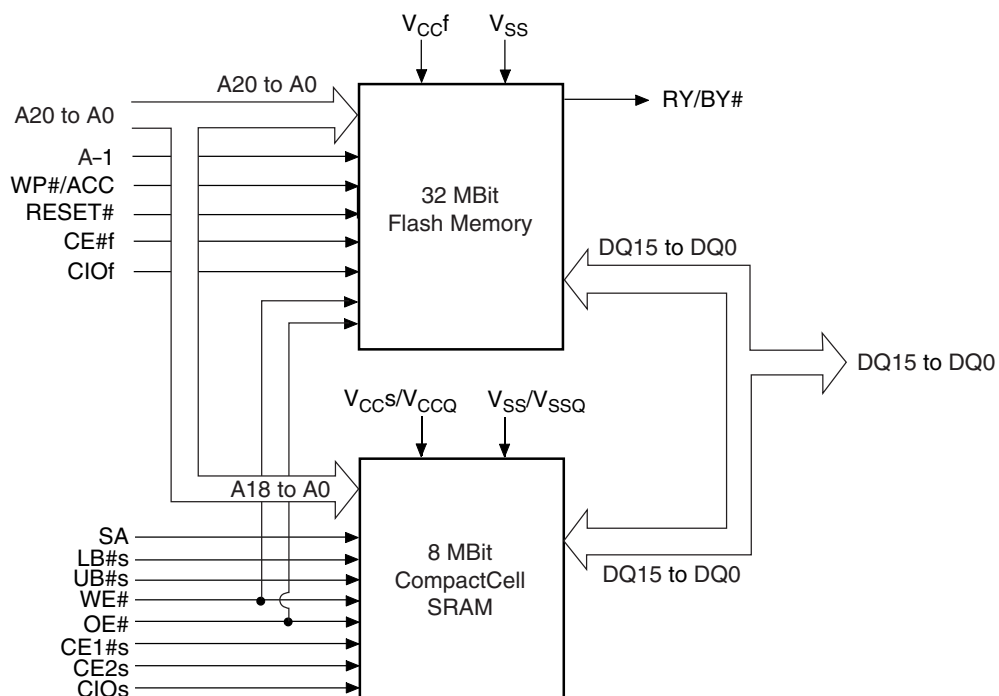 VCCf
VSS
A20 to A0
A20 to A0
RY/BY#
A–1
WP#/ACC
RESET#
CE#f
CIOf
32 MBit
Flash Memory
DQ15 to DQ0
DQ15 to DQ0
VCCs/VCCQ
VSS/VSSQ
A18 to A0
SA
LB#s
UB#s
WE#
OE#
CE1#s
CE2s
CIOs
8 MBit
CompactCell
SRAM
DQ15 to DQ0